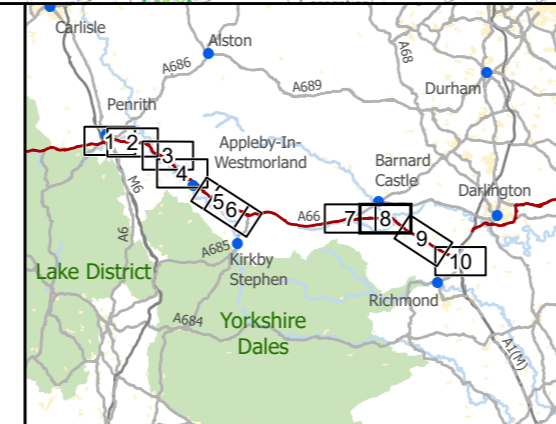 Carlisle
Alston
A686
A68
A689
Durham
Penrith
1
2
3
4
5
6
Appleby-In-
Westmorland
Barnard
Castle
Darlington
A66
7
8
9
10
M6
A6
A685
Kirkby
Stephen
Lake District
Richmond
A684
Yorkshire
Dales
A1(M)